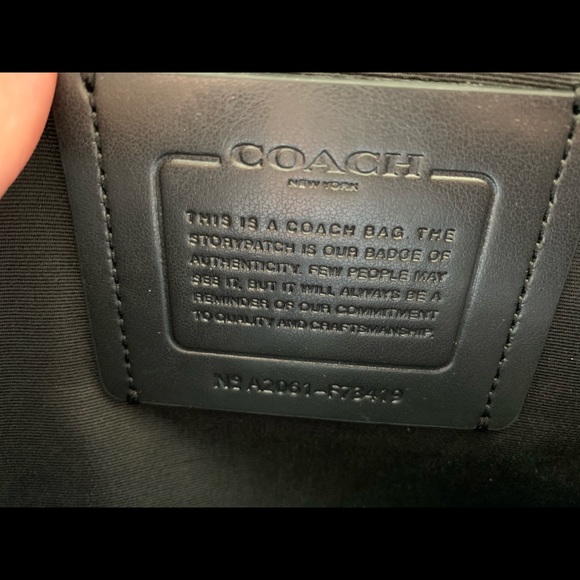 COACH
NEW YORK
THIS IS A COACH BAG. THE
STORYPATCH IS OUR BADGE OF
AUTHENTICITY. FEW PEOPLE MAY
SEE IT, BUT IT WILL ALWAYS BE A
REMINDER OF OUR COMMITMENT
TO QUALITY AND CRAFTSMANSHIP.
Nº A2061-F73419